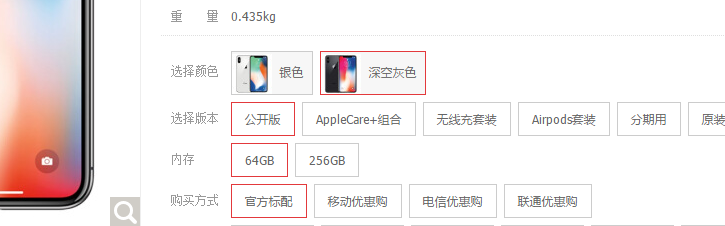 重 量 0.435kg
选择颜色 银色 深空灰色
选择版本 公开版 AppleCare+组合 无线充套装 Airpods套装 分期用 原装
内存 64GB 256GB
购买方式 官方标配 移动优惠购 电信优惠购 联通优惠购